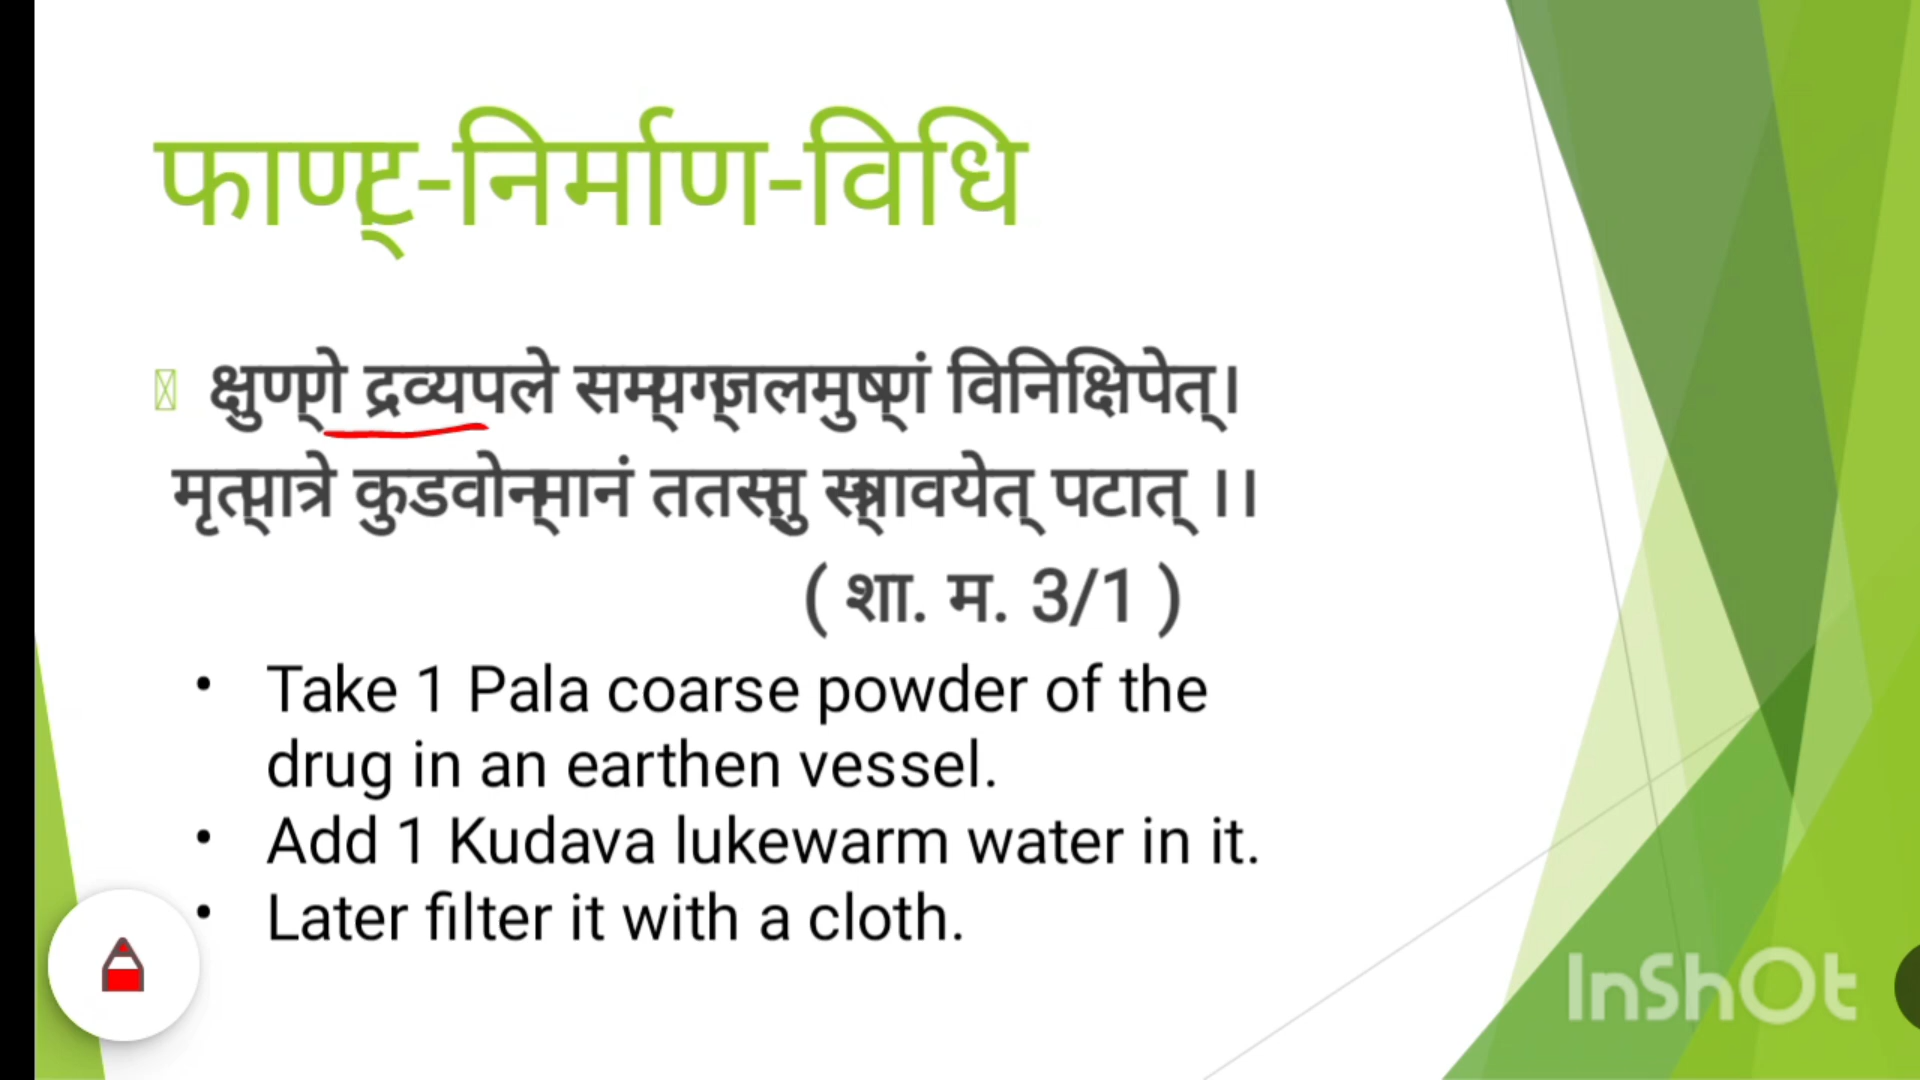 फाण्ट-निर्माण-विधि
क्षुण्णे द्रव्यपले सम्यग्जलमुष्णं विनिक्षिपेत्।
मृत्पात्रे कुडवोन्मानं ततस्तु स्त्रावयेत् पटात् ।।
( शा. म. 3/1 )
• Take 1 Pala coarse powder of the
drug in an earthen vessel.
• Add 1 Kudava lukewarm water in it.
• Later filter it with a cloth.
InShOt